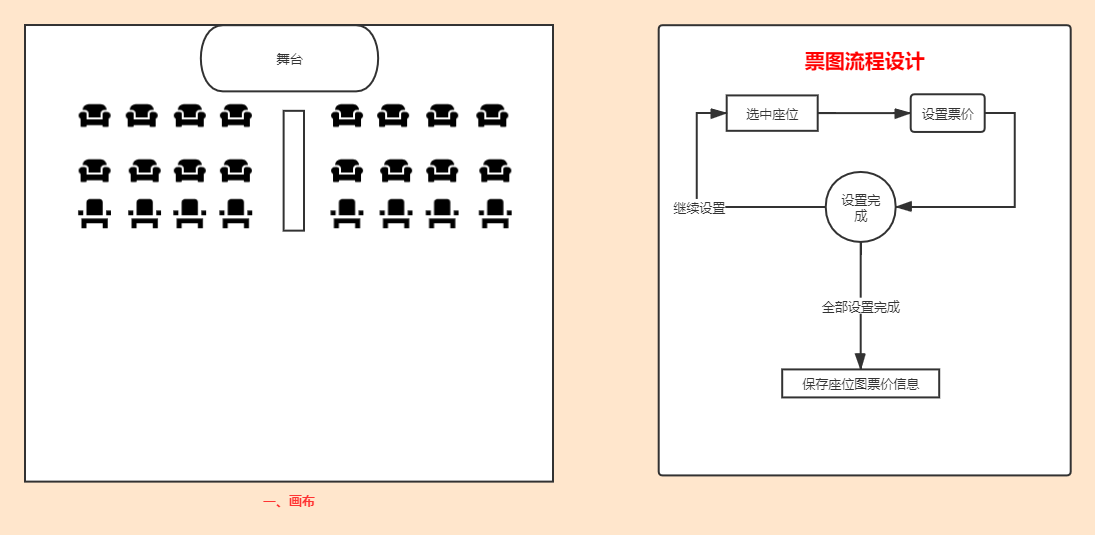 舞台
一、画布
票图流程设计
选中座位
设置票价
继续设置
设置完
成
全部设置完成
保存座位图票价信息